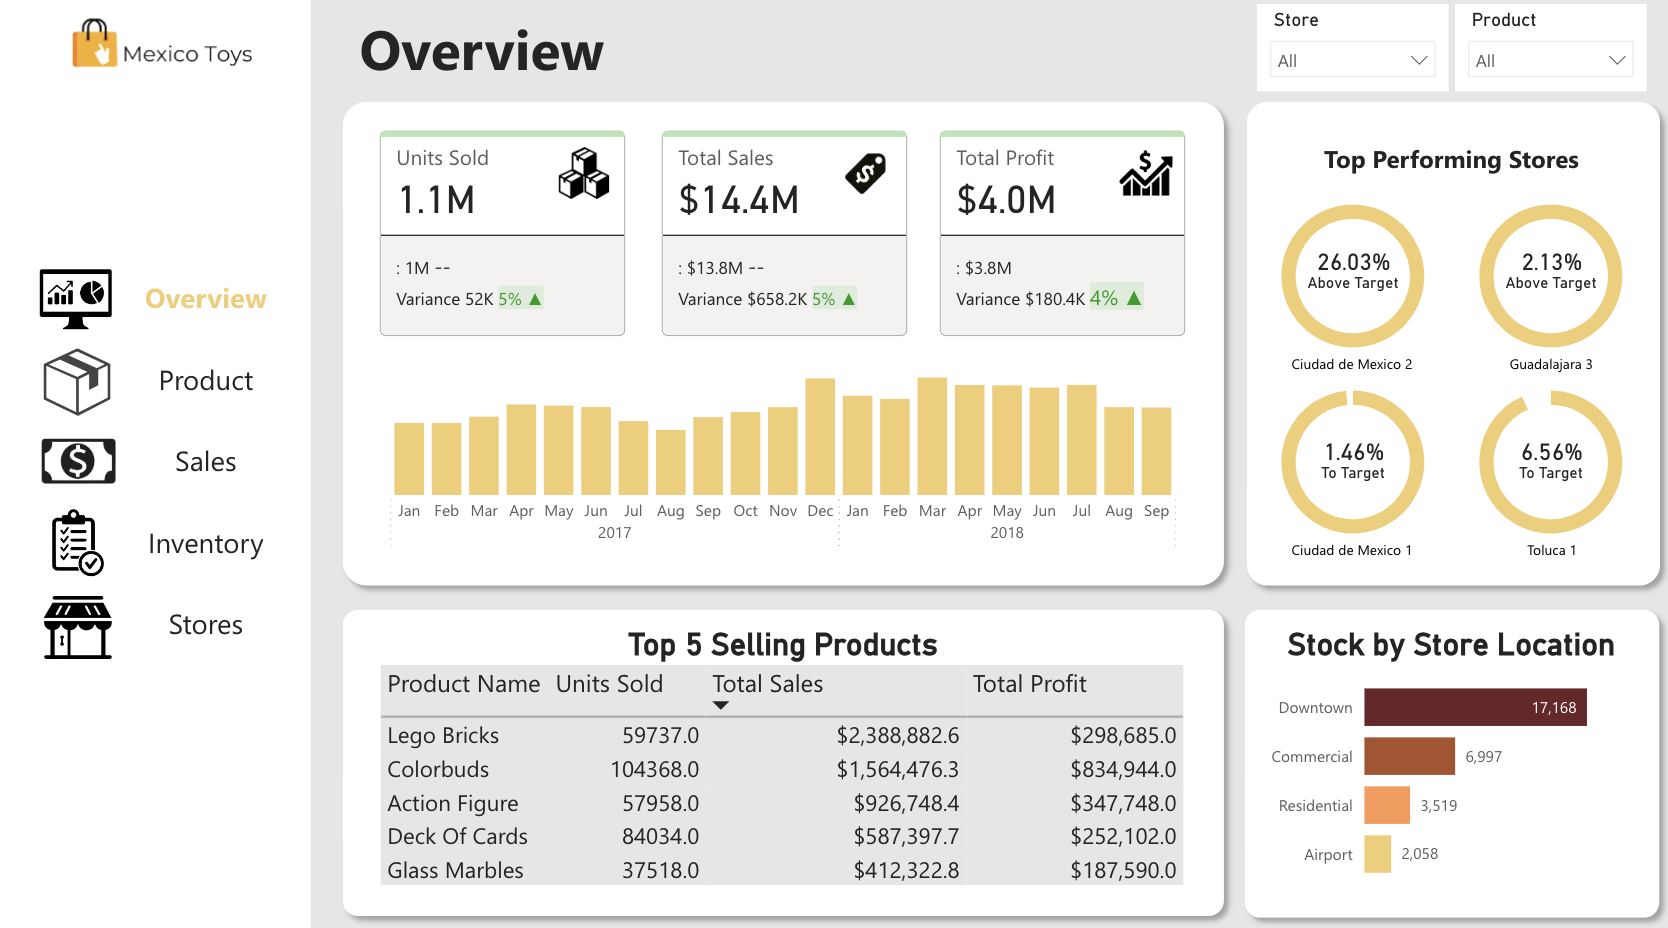 Mexico Toys
Overview
Product
Sales
Inventory
Stores
Overview
Store
All
Product
All
Units Sold
1.1M
: 1M --
Variance 52K 5% ▲
Total Sales
$14.4M
: $13.8M --
Variance $658.2K 5% ▲
Total Profit
$4.0M
: $3.8M
Variance $180.4K 4% ▲
Jan Feb Mar Apr May Jun Jul Aug Sep Oct Nov Dec Jan Feb Mar Apr May Jun Jul Aug Sep
2017 2018
Top Performing Stores
26.03%
Above Target
Ciudad de Mexico 2
2.13%
Above Target
Guadalajara 3
1.46%
To Target
Ciudad de Mexico 1
6.56%
To Target
Toluca 1
Top 5 Selling Products
Product Name Units Sold Total Sales Total Profit
Lego Bricks 59737.0 $2,388,882.6 $298,685.0
Colorbuds 104368.0 $1,564,476.3 $834,944.0
Action Figure 57958.0 $926,748.4 $347,748.0
Deck Of Cards 84034.0 $587,397.7 $252,102.0
Glass Marbles 37518.0 $412,322.8 $187,590.0
Stock by Store Location
Downtown 17,168
Commercial 6,997
Residential 3,519
Airport 2,058